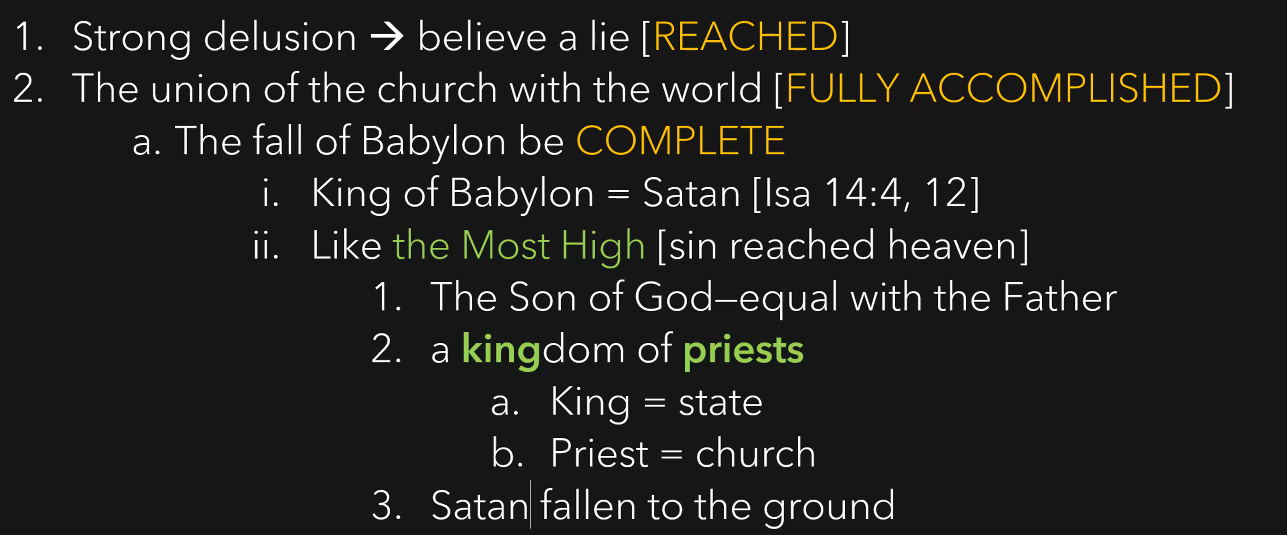 1. Strong delusion → believe a lie [REACHED]
2. The union of the church with the world [FULLY ACCOMPLISHED]
a. The fall of Babylon be COMPLETE
i. King of Babylon = Satan [Isa 14:4, 12]
ii. Like the Most High [sin reached heaven]
1. The Son of God—equal with the Father
2. a kingdom of priests
a. King = state
b. Priest = church
3. Satan fallen to the ground